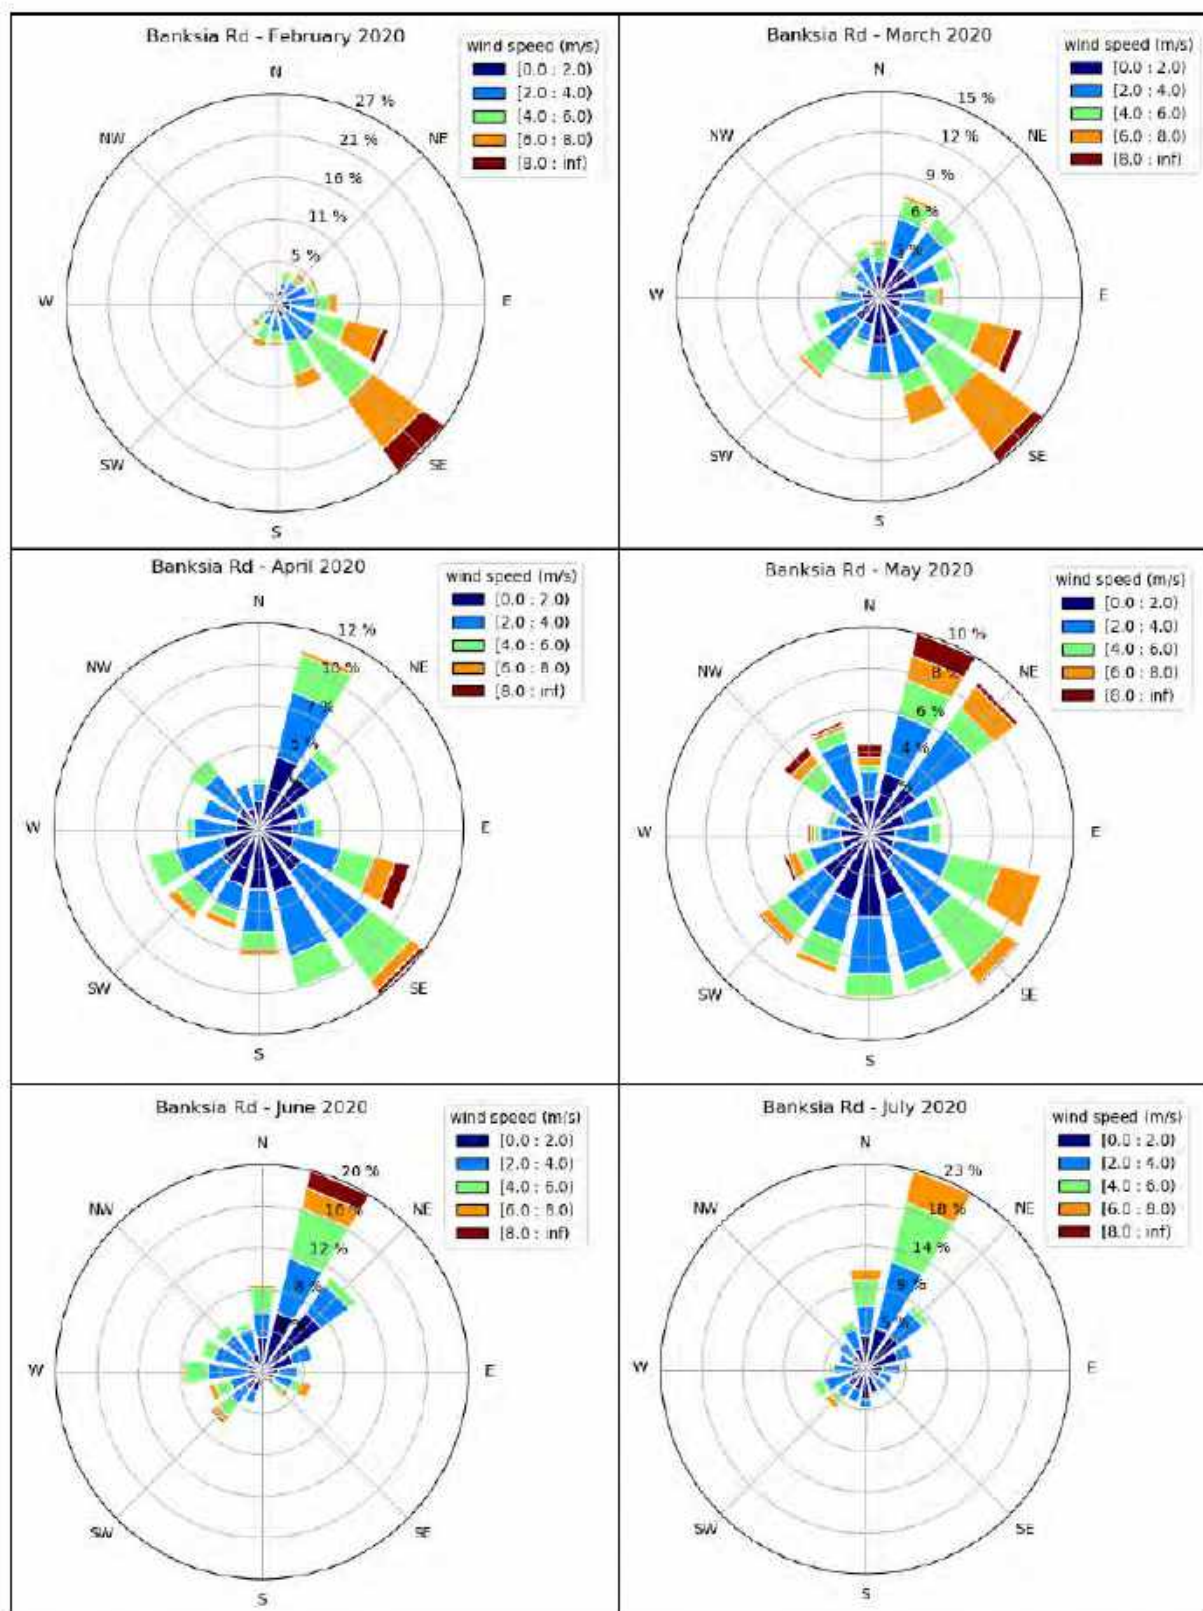 Banksia Rd - February 2020
wind speed (m/s)
[0.0 : 2.0)
[2.0 : 4.0)
[4.0 : 6.0)
[6.0 : 8.0)
[8.0 : inf)
N
27 %
21 %
16 %
11 %
5 %
NW
NE
W
E
SW
SE
S
Banksia Rd - March 2020
wind speed (m/s)
[0.0 : 2.0)
[2.0 : 4.0)
[4.0 : 6.0)
[6.0 : 8.0)
[8.0 : inf)
N
15 %
12 %
9 %
6 %
3 %
NW
NE
W
E
SW
SE
S
Banksia Rd - April 2020
wind speed (m/s)
[0.0 : 2.0)
[2.0 : 4.0)
[4.0 : 6.0)
[6.0 : 8.0)
[8.0 : inf)
N
12 %
10 %
7 %
5 %
NW
NE
W
E
SW
SE
S
Banksia Rd - May 2020
wind speed (m/s)
[0.0 : 2.0)
[2.0 : 4.0)
[4.0 : 6.0)
[6.0 : 8.0)
[8.0 : inf)
N
10 %
8 %
6 %
4 %
NW
NE
W
E
SW
SE
S
Banksia Rd - June 2020
wind speed (m/s)
[0.0 : 2.0)
[2.0 : 4.0)
[4.0 : 6.0)
[6.0 : 8.0)
[8.0 : inf)
N
20 %
16 %
12 %
8 %
NW
NE
W
E
SW
SE
S
Banksia Rd - July 2020
wind speed (m/s)
[0.0 : 2.0)
[2.0 : 4.0)
[4.0 : 6.0)
[6.0 : 8.0)
[8.0 : inf)
N
23 %
18 %
14 %
9 %
5 %
NW
NE
W
E
SW
SE
S